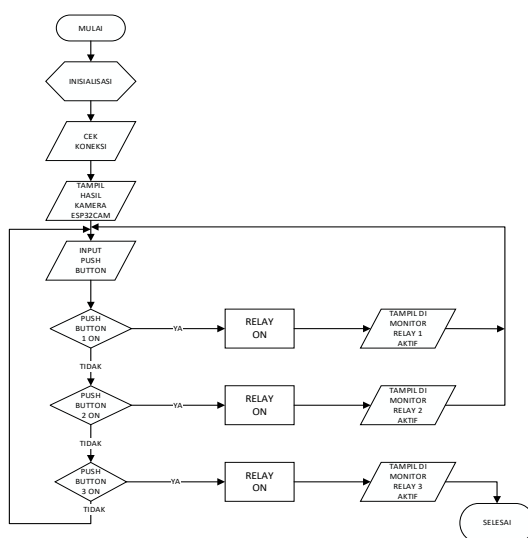 MULAI
INISIALISASI
CEK
KONEKSI
TAMPIL
HASIL
KAMERA
ESP32CAM
INPUT
PUSH
BUTTON
PUSH
BUTTON
1 ON
YA
RELAY
ON
TAMPIL DI
MONITOR
RELAY 1
AKTIF
TIDAK
PUSH
BUTTON
2 ON
YA
RELAY
ON
TAMPIL DI
MONITOR
RELAY 2
AKTIF
TIDAK
PUSH
BUTTON
3 ON
YA
RELAY
ON
TAMPIL DI
MONITOR
RELAY 3
AKTIF
TIDAK
SELESAI